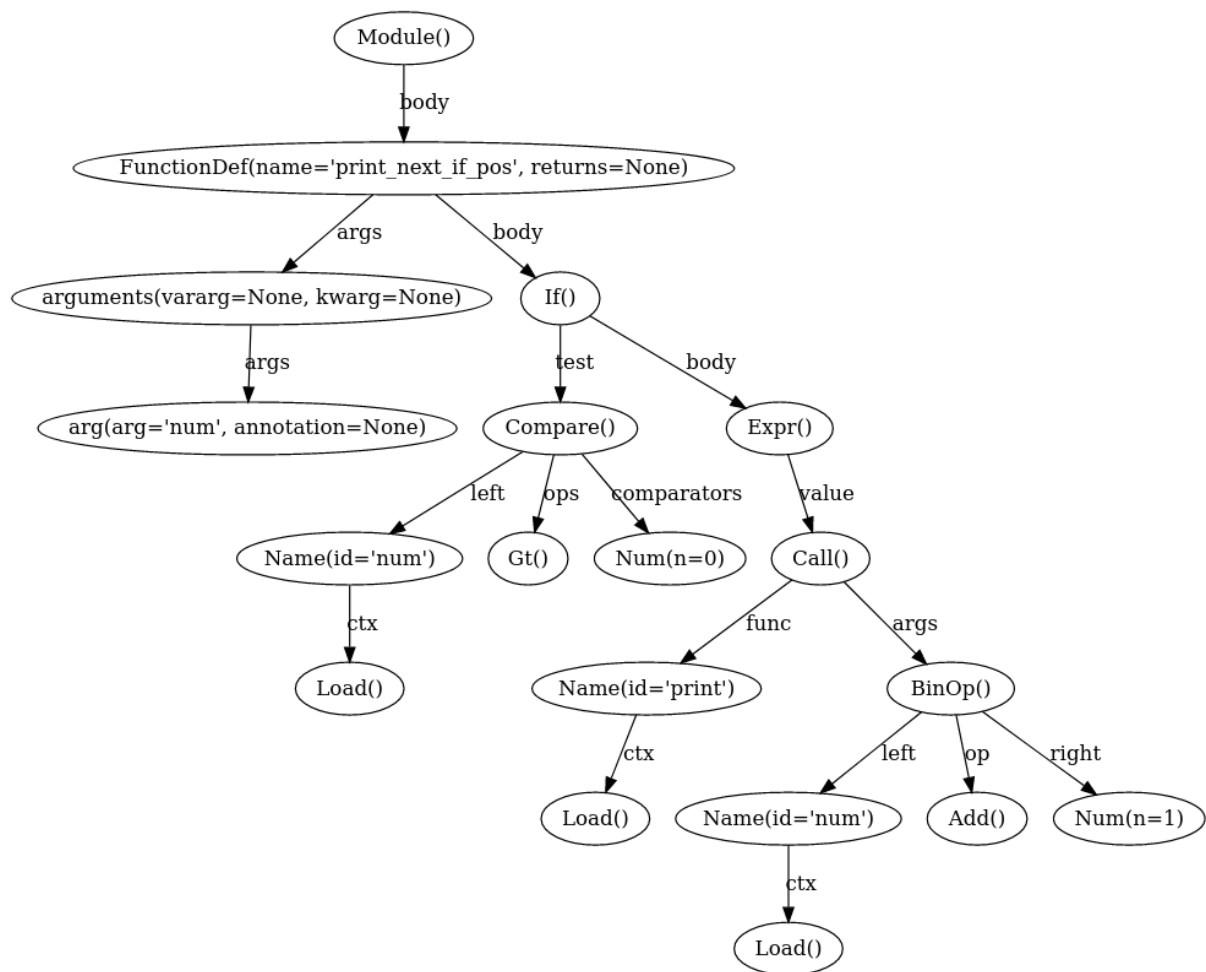 Module()
body
FunctionDef(name='print_next_if_pos', returns=None)
args
body
arguments(vararg=None, kwarg=None)
If()
args
test
body
arg(arg='num', annotation=None)
Compare()
Expr()
left
ops
comparators
value
Name(id='num')
Gt()
Num(n=0)
Call()
ctx
func
args
Load()
Name(id='print')
BinOp()
ctx
left
op
right
Load()
Name(id='num')
Add()
Num(n=1)
ctx
Load()